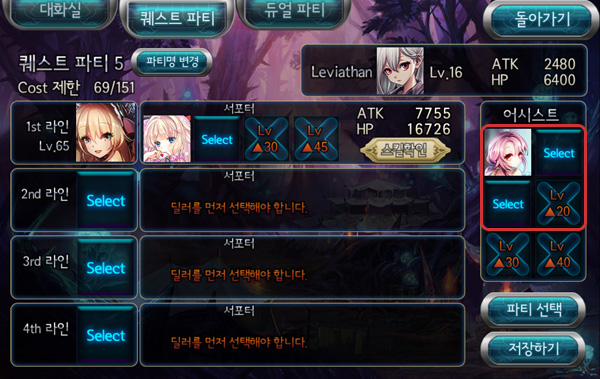 대화실
퀘스트 파티
듀얼 파티
돌아가기
퀘스트 파티 5
파티명 변경
Cost 제한 69/151
Leviathan Lv.16
ATK 2480
HP 6400
1st 라인
Lv.65
서포터
Select
Lv
▲30
Lv
▲45
ATK 7755
HP 16726
스킬확인
어시스트
Select
Select
Lv
▲20
Lv
▲30
Lv
▲40
2nd 라인
Select
서포터
딜러를 먼저 선택해야 합니다.
3rd 라인
Select
서포터
딜러를 먼저 선택해야 합니다.
4th 라인
Select
서포터
딜러를 먼저 선택해야 합니다.
파티 선택
저장하기